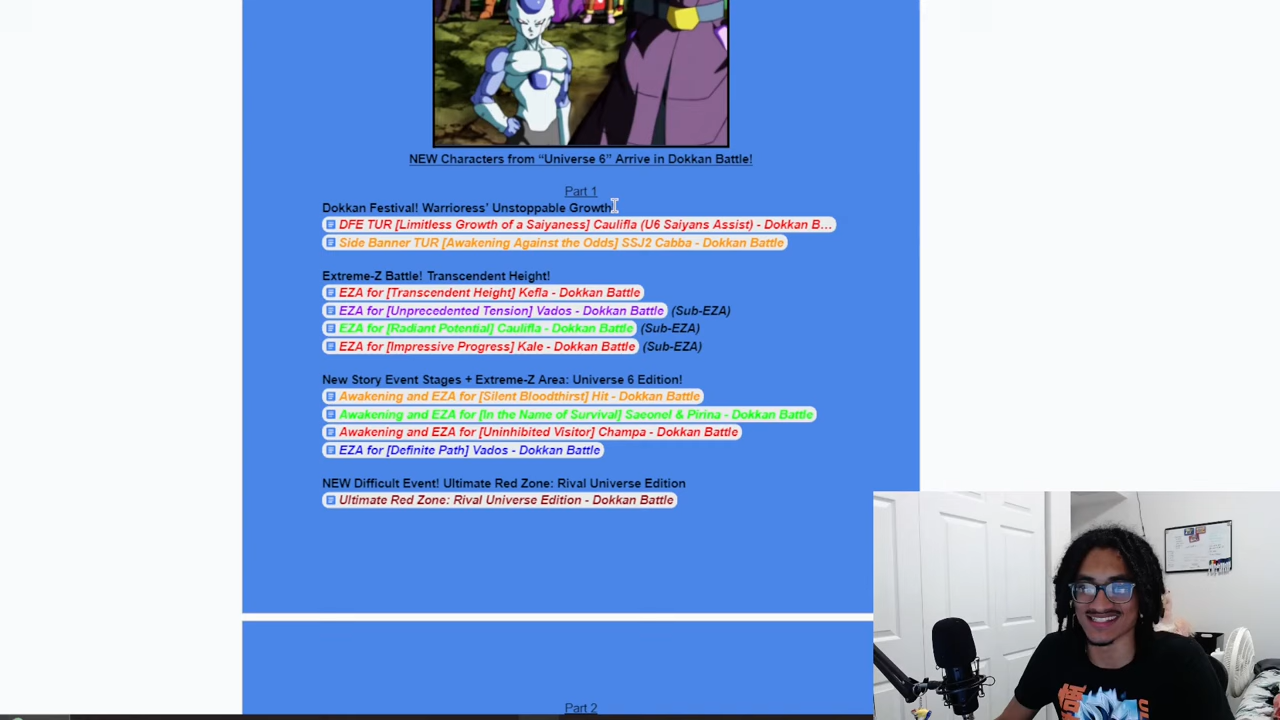 NEW Characters from “Universe 6” Arrive in Dokkan Battle!
Part 1
Dokkan Festival! Warrioress’ Unstoppable Growth
DFE TUR [Limitless Growth of a Saiyaness] Caulifla (U6 Saiyans Assist) - Dokkan B...
Side Banner TUR [Awakening Against the Odds] SSJ2 Cabba - Dokkan Battle
Extreme-Z Battle! Transcendent Height!
EZA for [Transcendent Height] Kefla - Dokkan Battle
EZA for [Unprecedented Tension] Vados - Dokkan Battle (Sub-EZA)
EZA for [Radiant Potential] Caulifla - Dokkan Battle (Sub-EZA)
EZA for [Impressive Progress] Kale - Dokkan Battle (Sub-EZA)
New Story Event Stages + Extreme-Z Area: Universe 6 Edition!
Awakening and EZA for [Silent Bloodthirst] Hit - Dokkan Battle
Awakening and EZA for [In the Name of Survival] Saonel & Pirina - Dokkan Battle
Awakening and EZA for [Uninhibited Visitor] Champa - Dokkan Battle
EZA for [Definite Path] Vados - Dokkan Battle
NEW Difficult Event! Ultimate Red Zone: Rival Universe Edition
Ultimate Red Zone: Rival Universe Edition - Dokkan Battle
Part 2